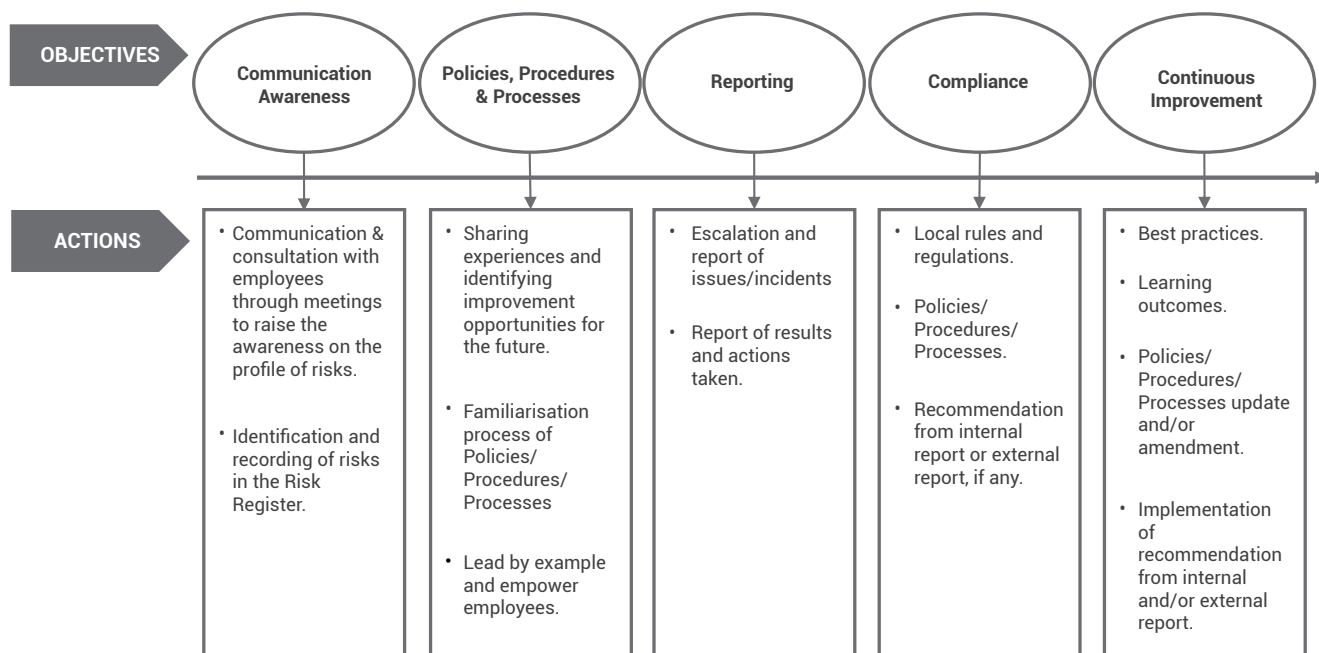 OBJECTIVES
Communication
Awareness
Policies, Procedures
& Processes
Reporting
Compliance
Continuous
Improvement
ACTIONS
• Communication &
consultation with
employees
through meetings
to raise the
awareness on the
profile of risks.
• Identification and
recording of risks
in the Risk
Register.
• Sharing
experiences and
identifying
improvement
opportunities for
the future.
• Familiarisation
process of
Policies/
Procedures/
Processes
• Lead by example
and empower
employees.
• Escalation and
report of
issues/incidents
• Report of results
and actions
taken.
• Local rules and
regulations.
• Policies/
Procedures/
Processes.
• Recommendation
from internal
report or external
report, if any.
• Best practices.
• Learning
outcomes.
• Policies/
Procedures/
Processes update
and/or
amendment.
• Implementation
of
recommendation
from internal
and/or external
report.